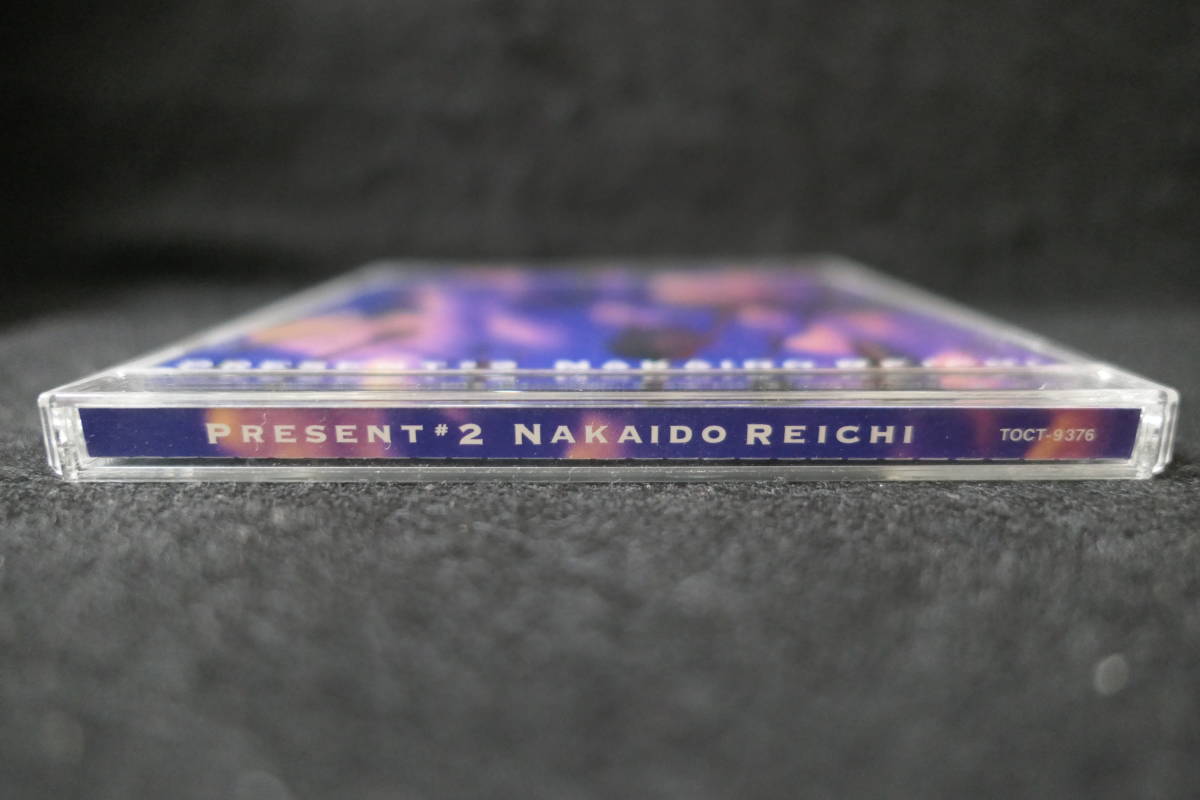 PRESENT #2 NAKAIDO REICHI TOCT-9376